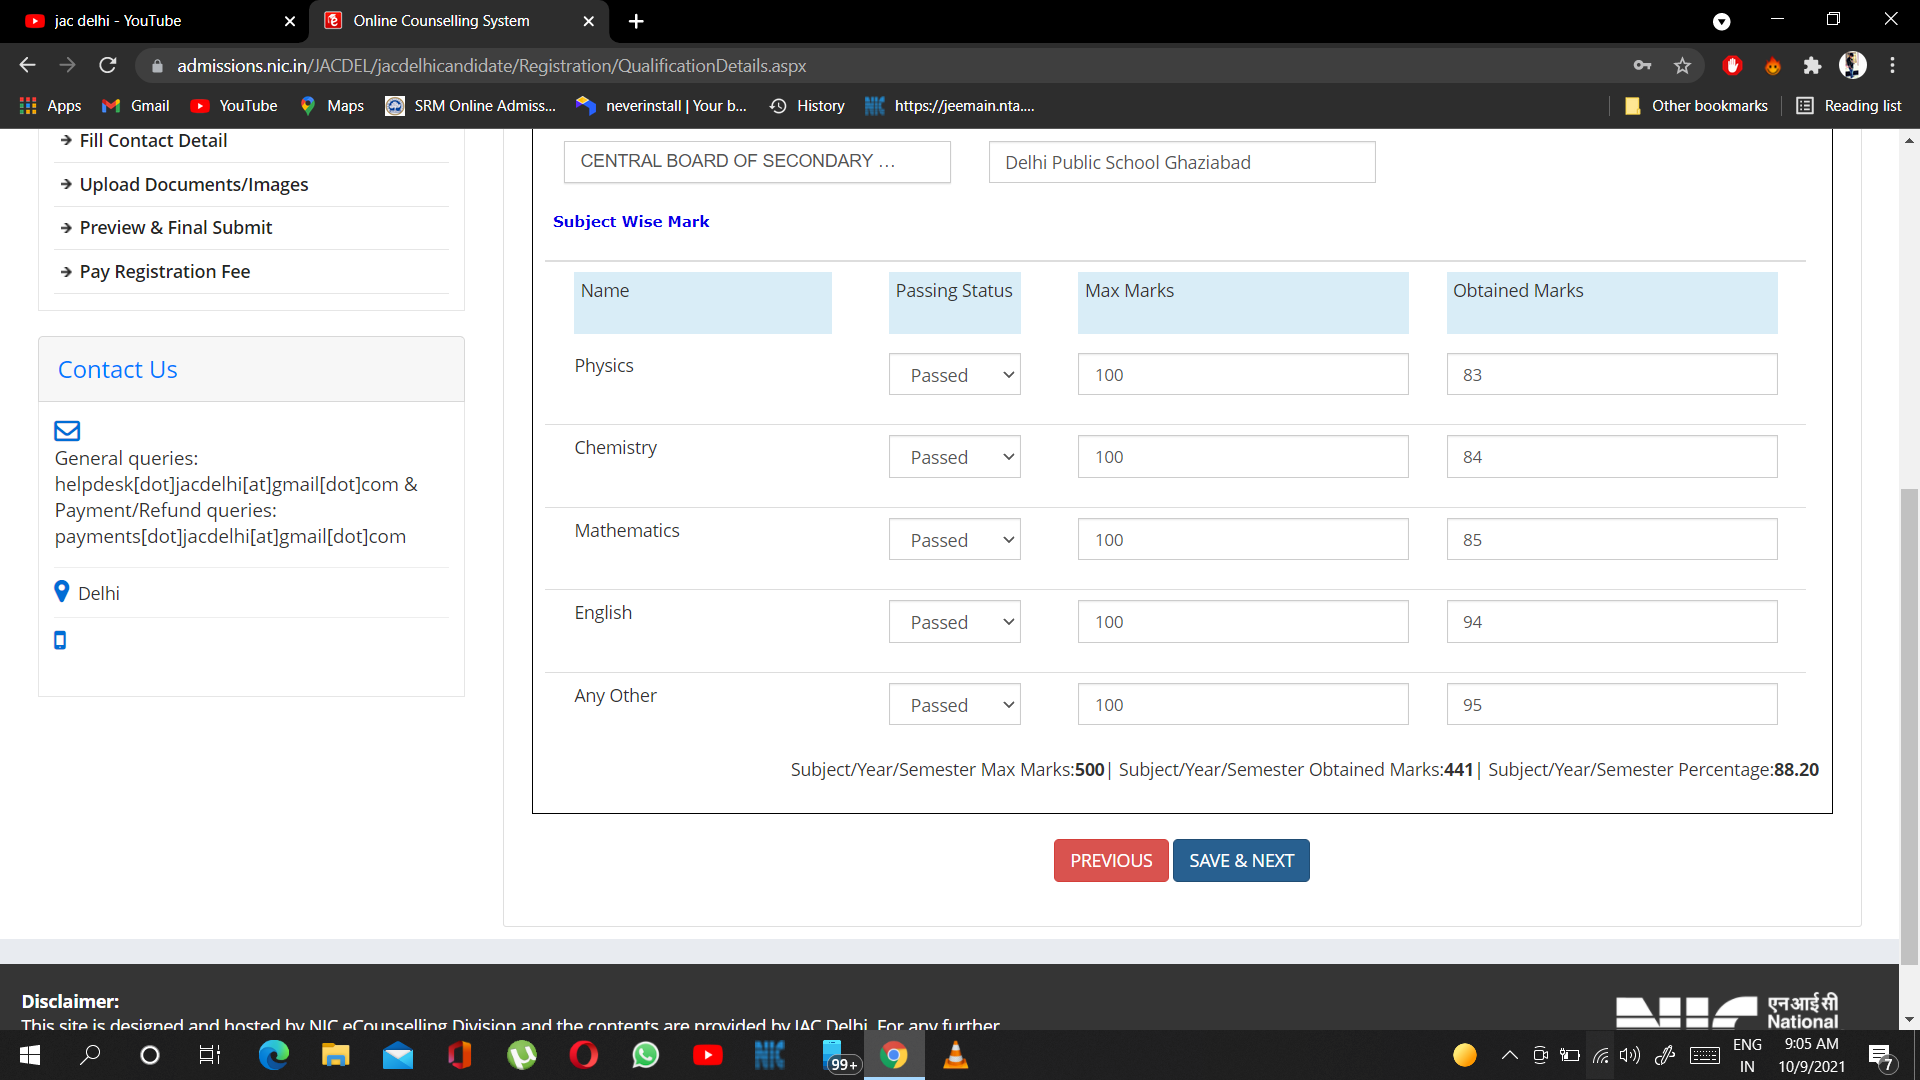 jac delhi - YouTube
Online Counselling System
admissions.nic.in/JACDEL/jacdelhicandidate/Registration/QualificationDetails.aspx
Apps Gmail YouTube Maps SRM Online Admiss... neverinstall | Your b... History https://jeemain.nta.... Other bookmarks Reading list
Fill Contact Detail
Upload Documents/Images
Preview & Final Submit
Pay Registration Fee
Contact Us
General queries:
helpdesk[dot]jacdelhi[at]gmail[dot]com &
Payment/Refund queries:
payments[dot]jacdelhi[at]gmail[dot]com
Delhi
CENTRAL BOARD OF SECONDARY ... Delhi Public School Ghaziabad
Subject Wise Mark
Name Passing Status Max Marks Obtained Marks
Physics Passed 100 83
Chemistry Passed 100 84
Mathematics Passed 100 85
English Passed 100 94
Any Other Passed 100 95
Subject/Year/Semester Max Marks:500| Subject/Year/Semester Obtained Marks:441| Subject/Year/Semester Percentage:88.20
PREVIOUS SAVE & NEXT
Disclaimer:
This site is designed and hosted by NIC eCounselling Division and the contents are provided by JAC Delhi. For any further
NIC एनआईसी
National
NIC 99+ ENG 9:05 AM
IN 10/9/2021 7